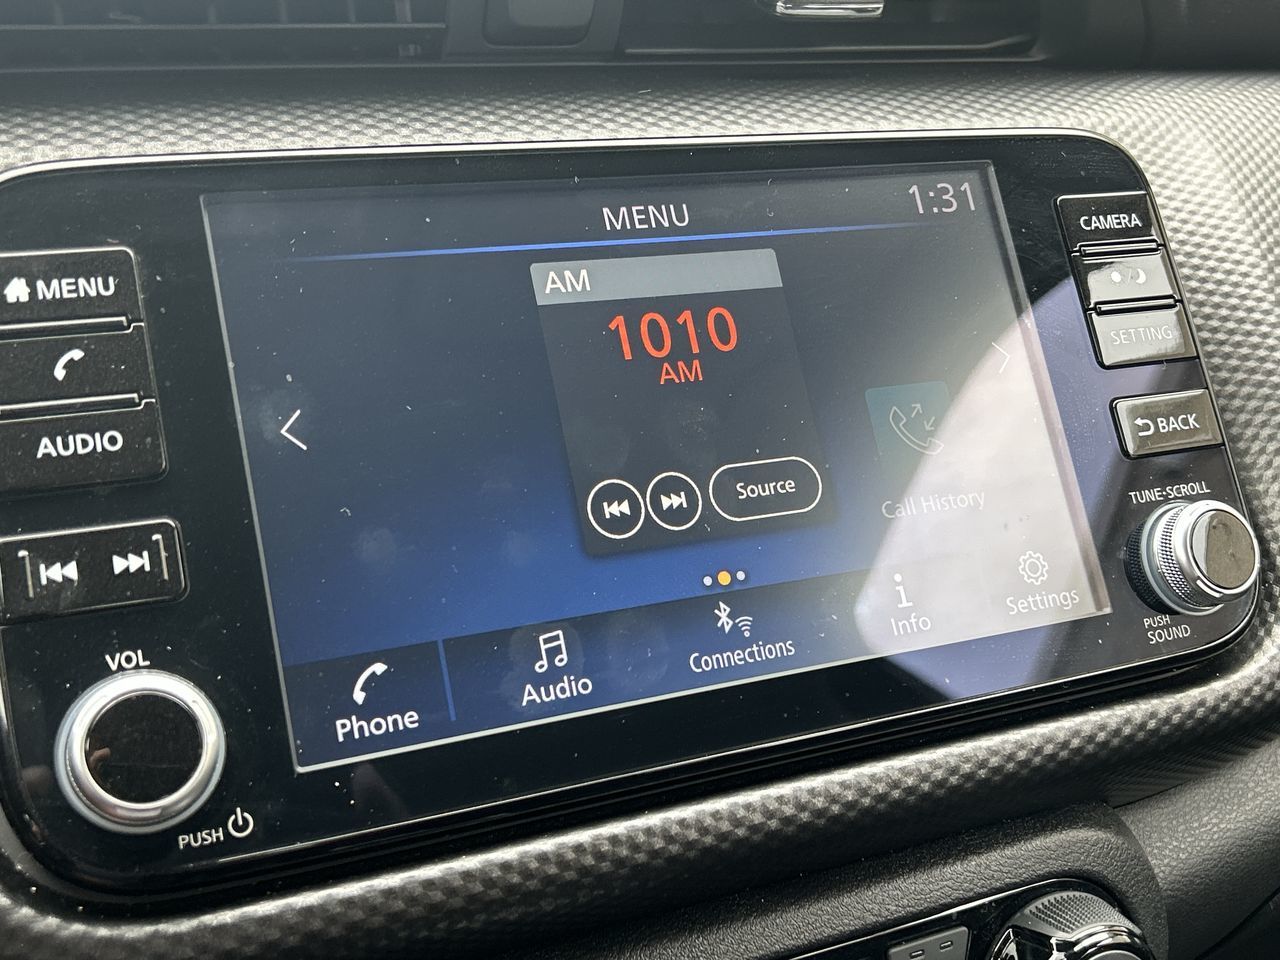 MENU
1:31
AM
1010
AM
Source
Call History
Phone
Audio
Connections
Info
Settings
MENU
AUDIO
VOL
PUSH
CAMERA
SETTING
BACK
TUNE·SCROLL
PUSH
SOUND